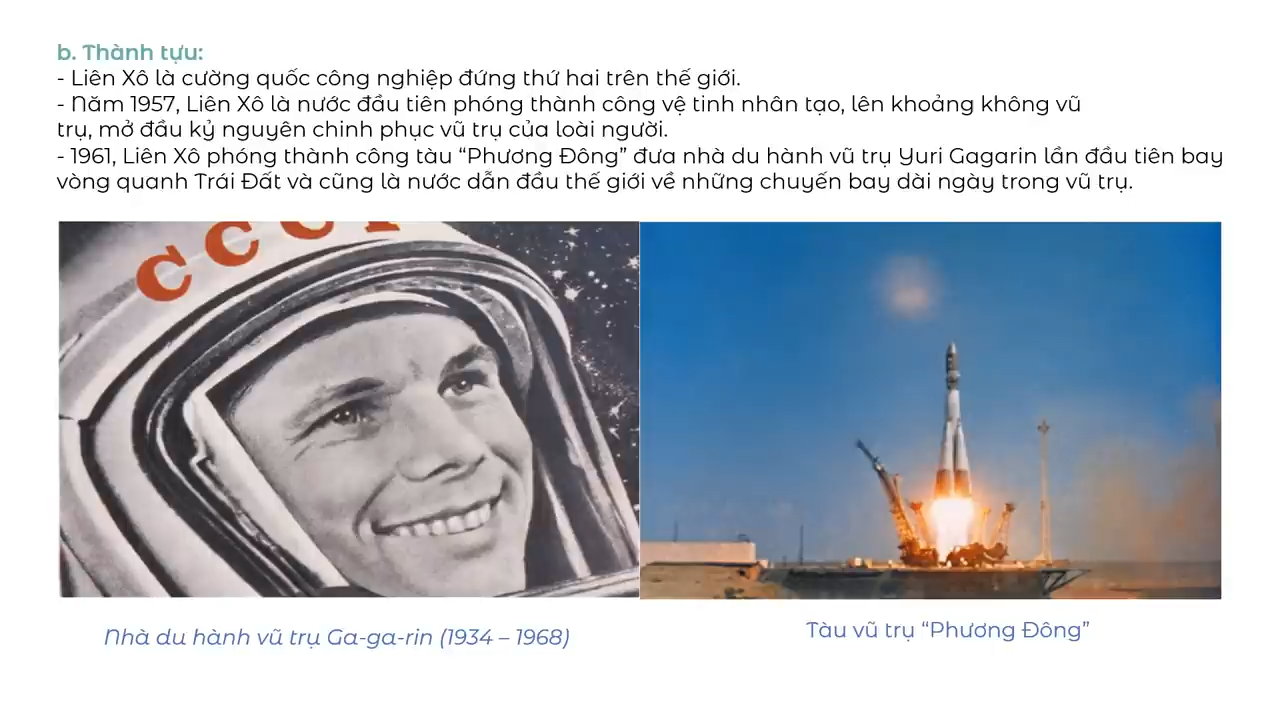 b. Thành tựu:
- Liên Xô là cường quốc công nghiệp đứng thứ hai trên thế giới.
- Năm 1957, Liên Xô là nước đầu tiên phóng thành công vệ tinh nhân tạo, lên khoảng không vũ
trụ, mở đầu kỷ nguyên chinh phục vũ trụ của loài người.
- 1961, Liên Xô phóng thành công tàu “Phương Đông” đưa nhà du hành vũ trụ Yuri Gagarin lần đầu tiên bay
vòng quanh Trái Đất và cũng là nước dẫn đầu thế giới về những chuyến bay dài ngày trong vũ trụ.
СССР
Nhà du hành vũ trụ Ga-ga-rin (1934 – 1968)
Tàu vũ trụ “Phương Đông”